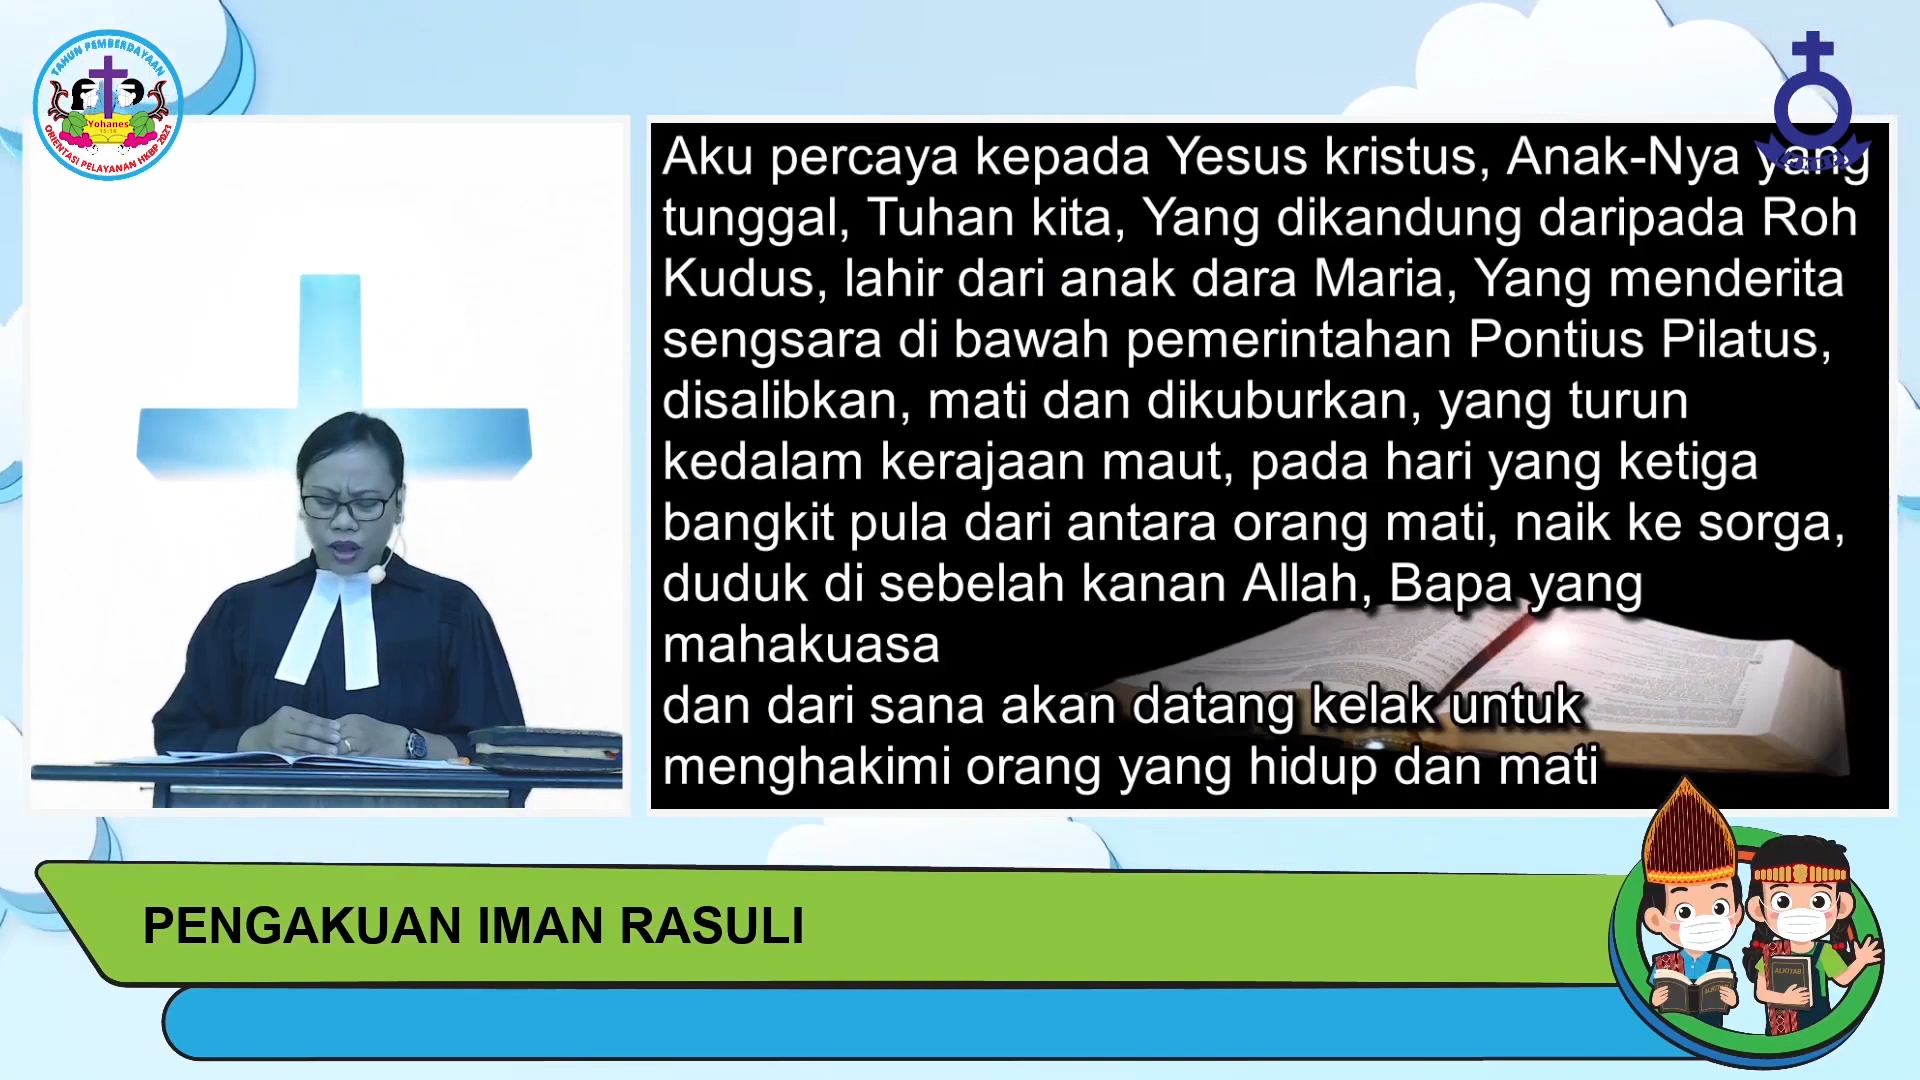 TAHUN PEMBERDAYAAN
Yohanes
15:16
ORIENTASI PELAYANAN HKBP 2021
Aku percaya kepada Yesus kristus, Anak-Nya yang
tunggal, Tuhan kita, Yang dikandung daripada Roh
Kudus, lahir dari anak dara Maria, Yang menderita
sengsara di bawah pemerintahan Pontius Pilatus,
disalibkan, mati dan dikuburkan, yang turun
kedalam kerajaan maut, pada hari yang ketiga
bangkit pula dari antara orang mati, naik ke sorga,
duduk di sebelah kanan Allah, Bapa yang
mahakuasa
dan dari sana akan datang kelak untuk
menghakimi orang yang hidup dan mati
PENGAKUAN IMAN RASULI
ALKITAB
ALKITAB